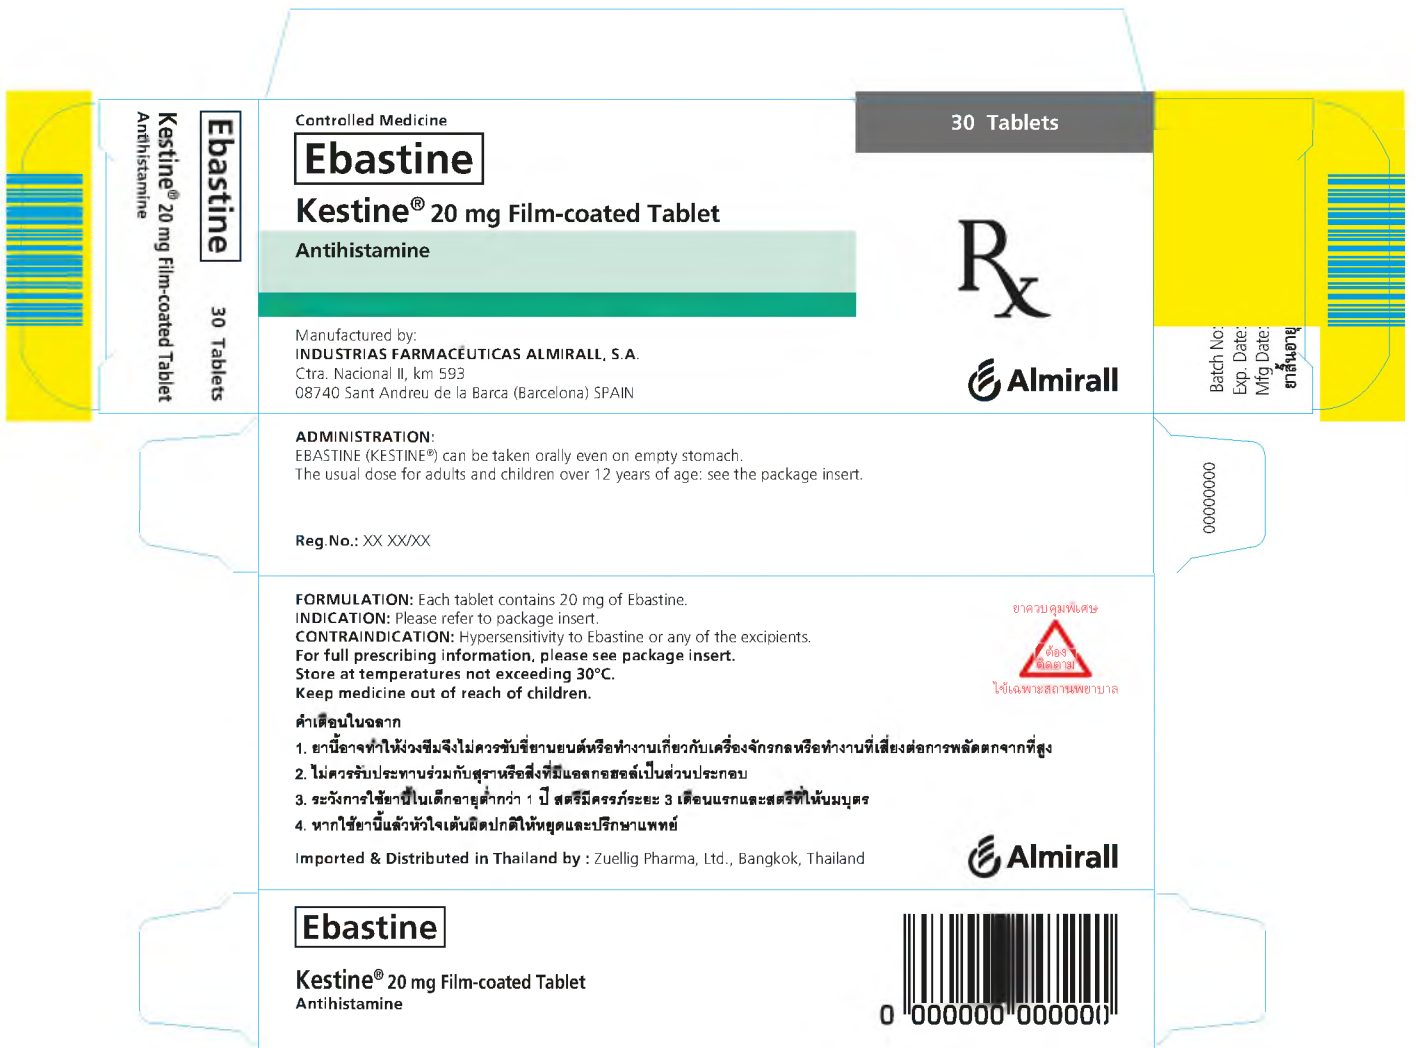 Ebastine
30 Tablets
Kestine® 20 mg Film-coated Tablet
Antihistamine
Controlled Medicine
Ebastine
Kestine® 20 mg Film-coated Tablet
Antihistamine
30 Tablets
Rx
Manufactured by:
INDUSTRIAS FARMACÉUTICAS ALMIRALL, S.A.
Ctra. Nacional II, km 593
08740 Sant Andreu de la Barca (Barcelona) SPAIN
Almirall
Batch No:
Exp. Date:
Mfg Date:
ADMINISTRATION:
EBASTINE (KESTINE®) can be taken orally even on empty stomach.
The usual dose for adults and children over 12 years of age: see the package insert.
Reg.No.: XX XX/XX
00000000
FORMULATION: Each tablet contains 20 mg of Ebastine.
INDICATION: Please refer to package insert.
CONTRAINDICATION: Hypersensitivity to Ebastine or any of the excipients.
For full prescribing information, please see package insert.
Store at temperatures not exceeding 30°C.
Keep medicine out of reach of children.
ยาควบคุมพิเศษ
ต้อง
ติดตาม
ใช้เฉพาะสถานพยาบาล
คำเตือนในฉลาก
1. ยานี้อาจทำให้ง่วงซึมจึงไม่ควรขับขี่ยานยนต์หรือทำงานเกี่ยวกับเครื่องจักรกลหรือทำงานที่เสี่ยงต่อการพลัดตกจากที่สูง
2. ไม่ควรรับประทานร่วมกับสุราหรือสิ่งที่มีแอลกอฮอล์เป็นส่วนประกอบ
3. ระวังการใช้ยานี้ในเด็กอายุต่ำกว่า 1 ปี สตรีมีครรภ์ระยะ 3 เดือนแรกและสตรีที่ให้นมบุตร
4. หากใช้ยานี้แล้วหัวใจเต้นผิดปกติให้หยุดและปรึกษาแพทย์
Imported & Distributed in Thailand by : Zuellig Pharma, Ltd., Bangkok, Thailand
Almirall
Ebastine
Kestine® 20 mg Film-coated Tablet
Antihistamine
0 000000 000000